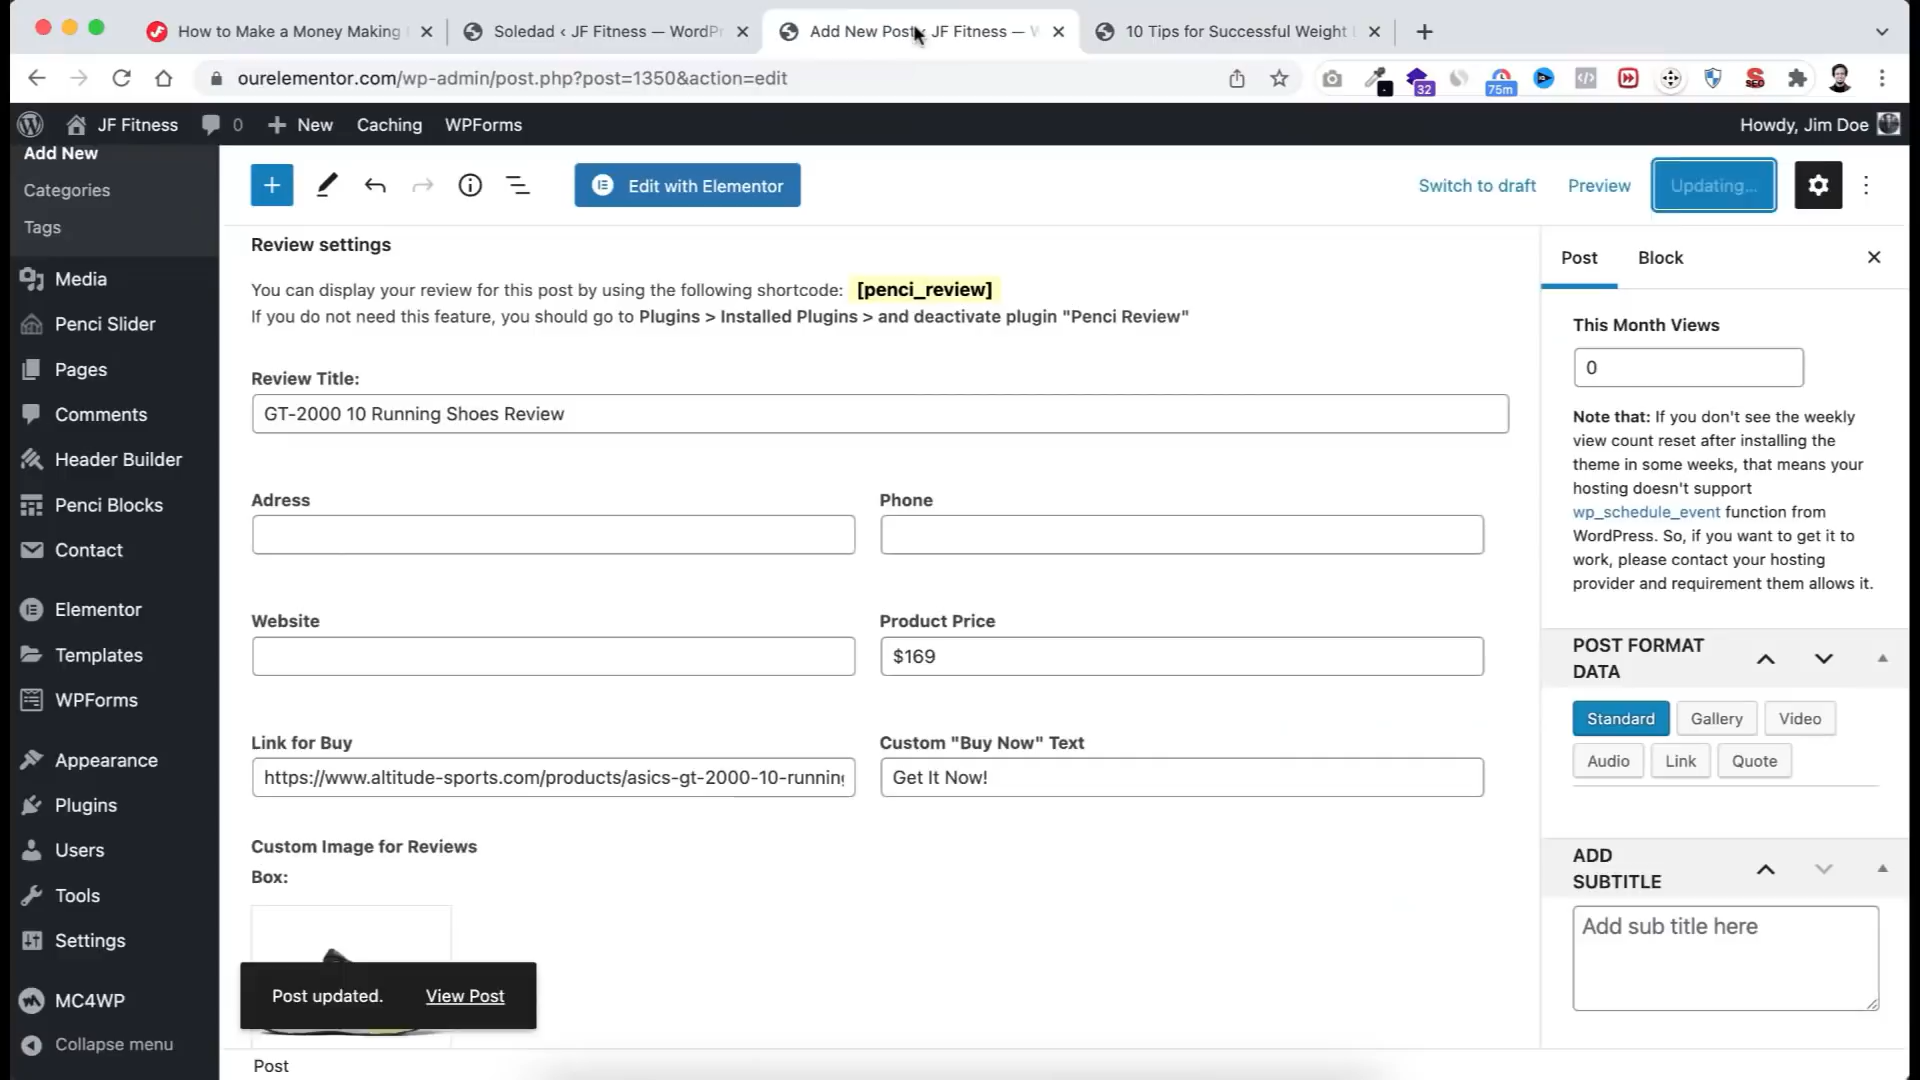 How to Make a Money Making
Soledad ‹ JF Fitness — WordPr
Add New Post ‹ JF Fitness — W
10 Tips for Successful Weight
ourelementor.com/wp-admin/post.php?post=1350&action=edit
32
75m
SEO
JF Fitness
0
New
Caching
WPForms
Howdy, Jim Doe
Add New
Categories
Tags
Media
Penci Slider
Pages
Comments
Header Builder
Penci Blocks
Contact
Elementor
Templates
WPForms
Appearance
Plugins
Users
Tools
Settings
MC4WP
Collapse menu
Edit with Elementor
Switch to draft
Preview
Updating...
Review settings
You can display your review for this post by using the following shortcode: [penci_review]
If you do not need this feature, you should go to Plugins > Installed Plugins > and deactivate plugin "Penci Review"
Review Title:
GT-2000 10 Running Shoes Review
Adress
Phone
Website
Product Price
$169
Link for Buy
Custom "Buy Now" Text
https://www.altitude-sports.com/products/asics-gt-2000-10-running
Get It Now!
Custom Image for Reviews
Box:
Post updated.
View Post
Post
Post
Block
This Month Views
0
Note that: If you don't see the weekly
view count reset after installing the
theme in some weeks, that means your
hosting doesn't support
wp_schedule_event function from
WordPress. So, if you want to get it to
work, please contact your hosting
provider and requirement them allows it.
POST FORMAT
DATA
Standard
Gallery
Video
Audio
Link
Quote
ADD
SUBTITLE
Add sub title here